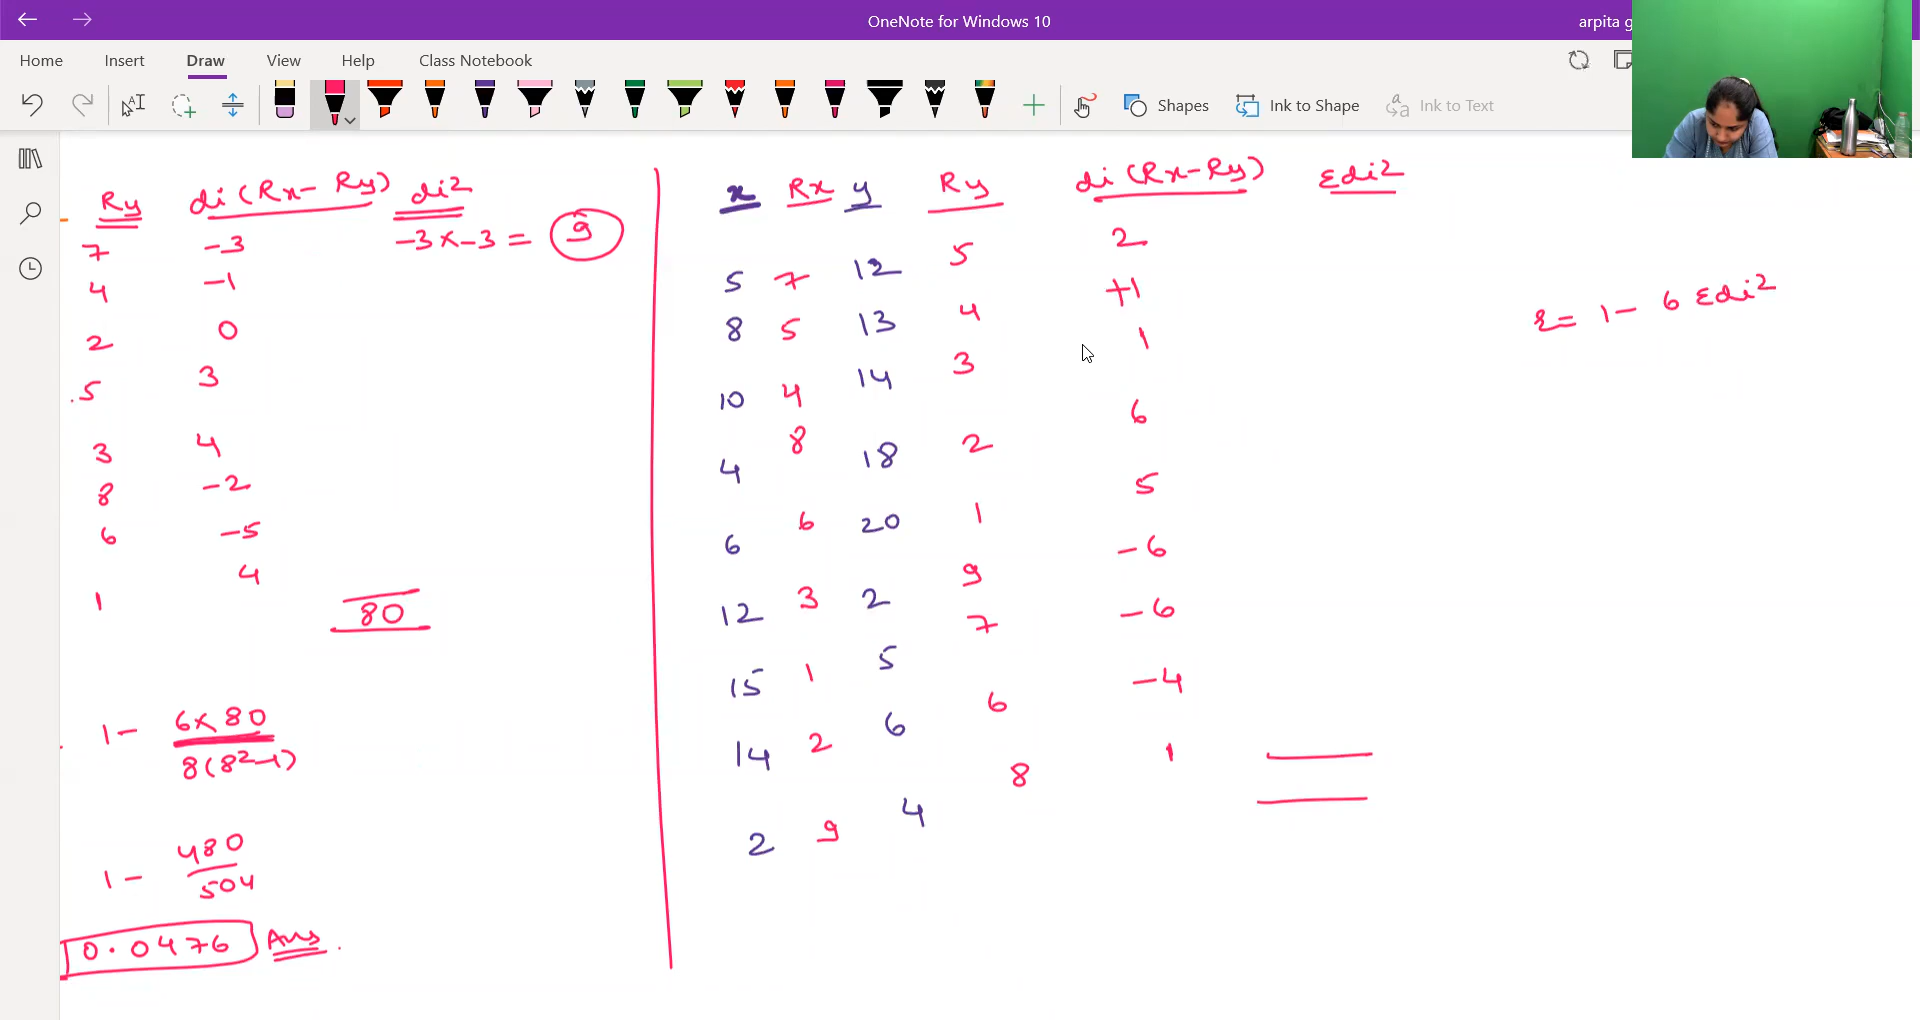 OneNote for Windows 10
arpita g
Home Insert Draw View Help Class Notebook
Shapes Ink to Shape Ink to Text
Ry di (Rx - Ry) di2
7 -3 -3 x -3 = 9
4 -1
2 0
.5 3
3 4
8 -2
6 -5
1 4
80
1 - 6 x 80
8(8²-1)
1 - 480
504
0.0476 Ans.
x Rx y Ry di (Rx-Ry) Σdi2
5 7 12 5 2
8 5 13 4 +1
10 4 14 3 1
4 8 18 2 6
6 6 20 1 5
12 3 2 9 -6
15 1 5 7 -6
14 2 6 6 -4
2 9 4 8 1
r = 1 - 6 Σdi2